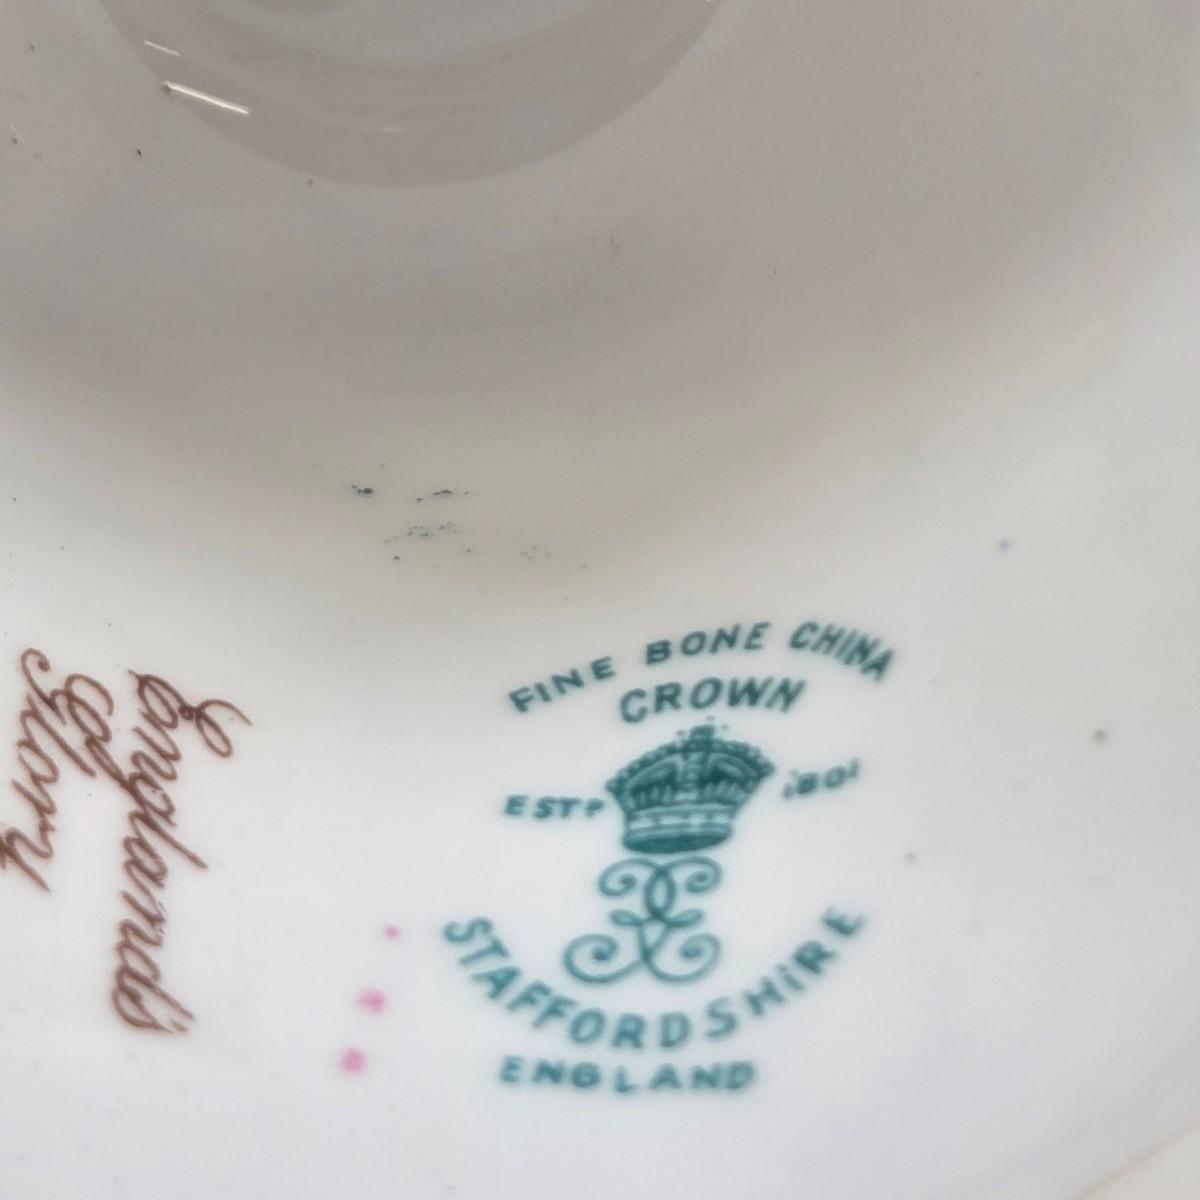 England's
Glory
FINE BONE CHINA
CROWN
ESTD 1801
STAFFORDSHIRE
ENGLAND